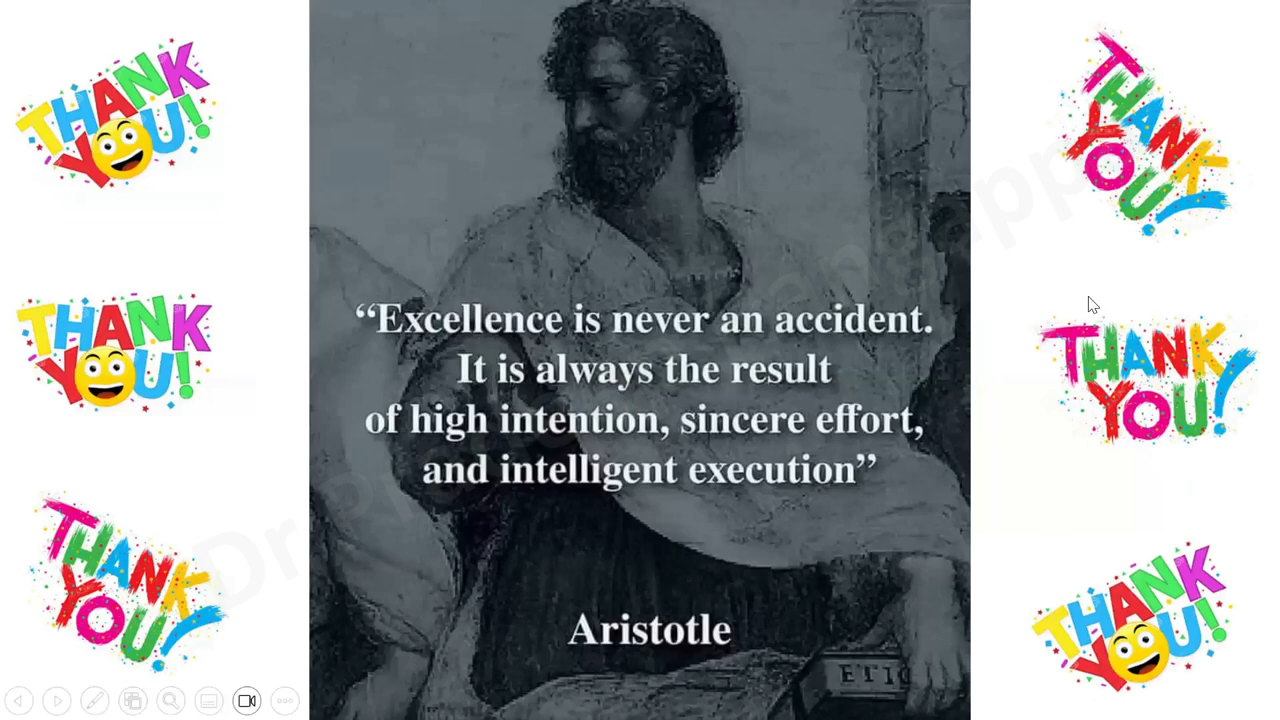 THANK
YOU!
THANK
YOU!
THANK
YOU!
“Excellence is never an accident.
It is always the result
of high intention, sincere effort,
and intelligent execution”
Aristotle
ETIC
THANK
YOU!
THANK
YOU!
THANK
YOU!